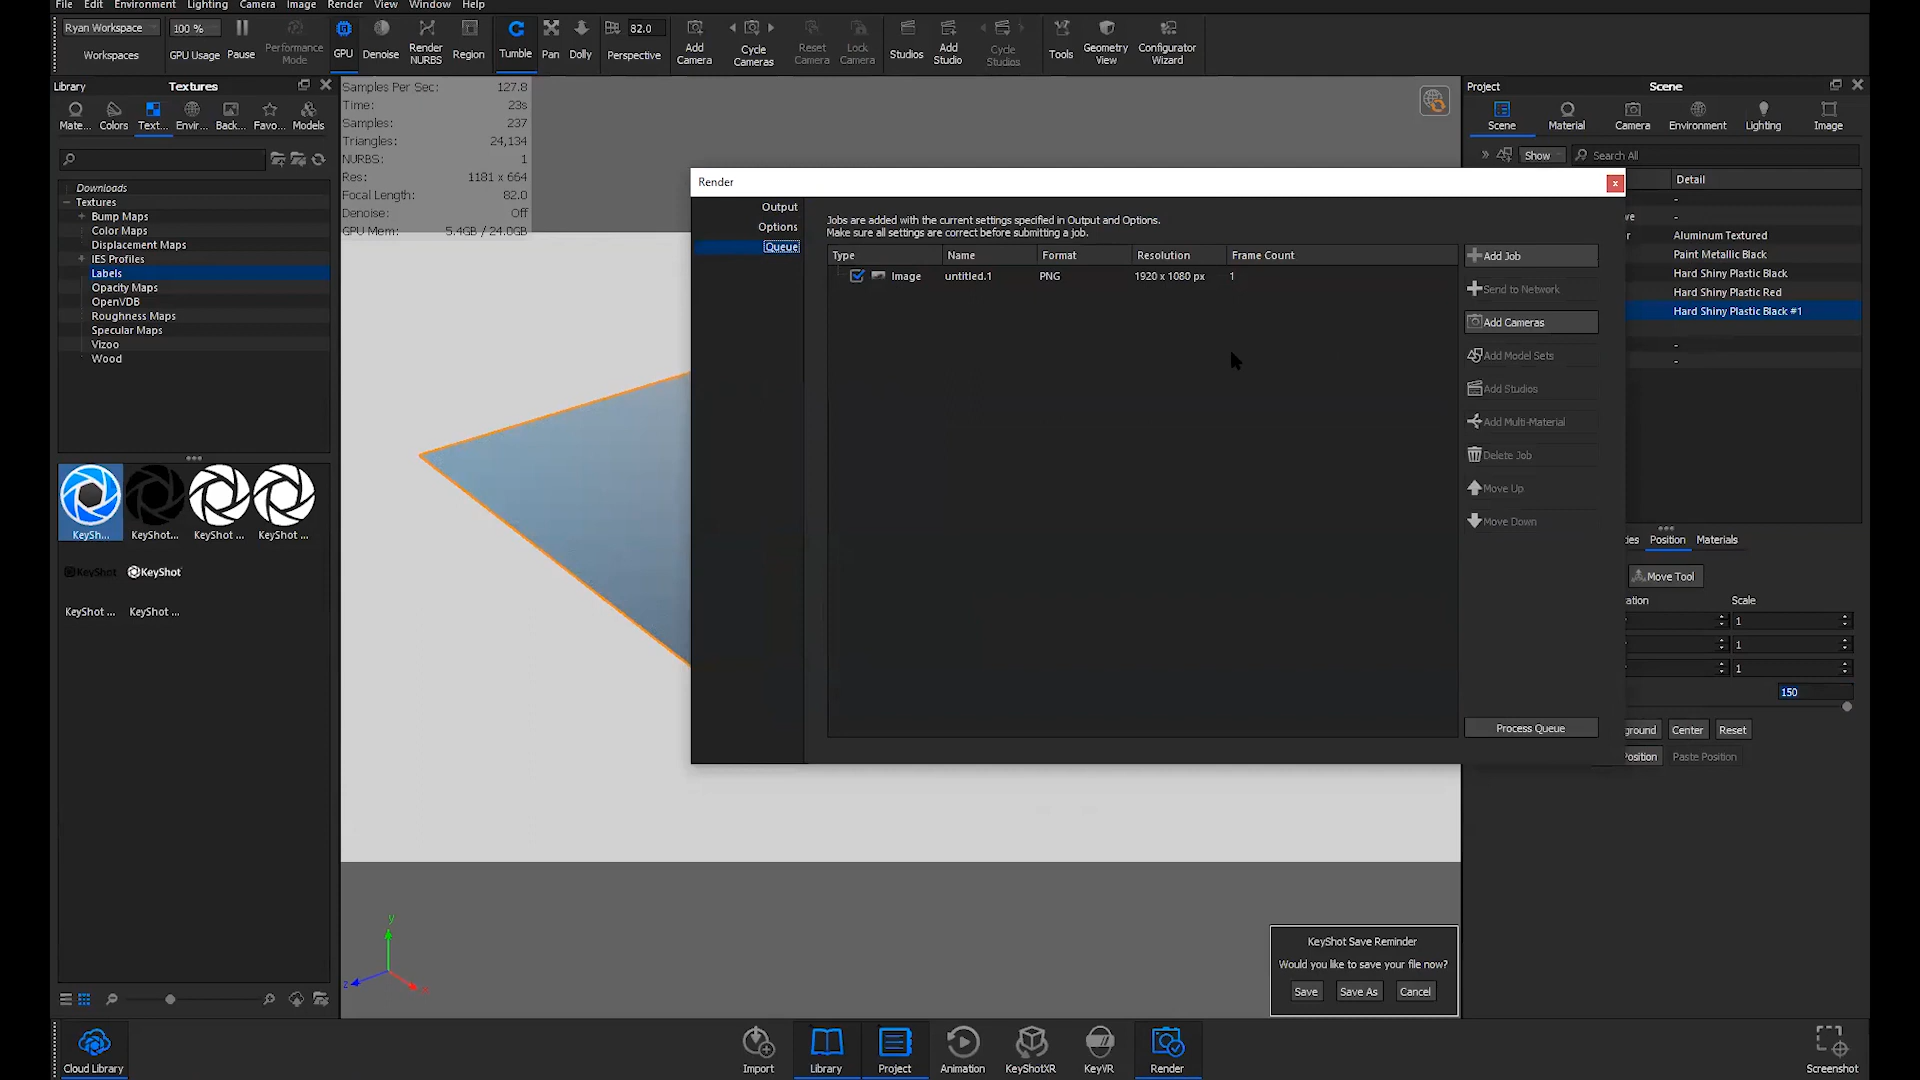 File Edit Environment Lighting Camera Image Render View Window Help
Ryan Workspace 100 % 82.0
Workspaces GPU Usage Pause Performance Mode GPU Denoise Render NURBS Region Tumble Pan Dolly Perspective Add Camera Cycle Cameras Reset Camera Lock Camera Studios Add Studio Cycle Studios Tools Geometry View Configurator Wizard
Library Textures
Mate... Colors Text... Envir... Back... Favo... Models
Downloads
Textures
Bump Maps
Color Maps
Displacement Maps
IES Profiles
Labels
Opacity Maps
OpenVDB
Roughness Maps
Specular Maps
Vizoo
Wood
KeySh... KeyShot... KeyShot ... KeyShot ...
KeyShot KeyShot
KeyShot ... KeyShot ...
Samples Per Sec: 127.8
Time: 23s
Samples: 237
Triangles: 24,134
NURBS: 1
Res: 1181 x 664
Focal Length: 82.0
Denoise: Off
GPU Mem: 5.4GB / 24.0GB
Render x
Output
Options
Queue
Jobs are added with the current settings specified in Output and Options.
Make sure all settings are correct before submitting a job.
Type Name Format Resolution Frame Count
Image untitled.1 PNG 1920 x 1080 px 1
Add Job
Send to Network
Add Cameras
Add Model Sets
Add Studios
Add Multi-Material
Delete Job
Move Up
Move Down
Process Queue
Project Scene
Scene Material Camera Environment Lighting Image
Show Search All
Detail
-
ve -
r Aluminum Textured
Paint Metallic Black
Hard Shiny Plastic Black
Hard Shiny Plastic Red
Hard Shiny Plastic Black #1
-
-
ies Position Materials
Move Tool
ation Scale
1
1
1
150
ground Center Reset
Position Paste Position
y
z
KeyShot Save Reminder
Would you like to save your file now?
Save Save As Cancel
Cloud Library Import Library Project Animation KeyShotXR KeyVR Render Screenshot